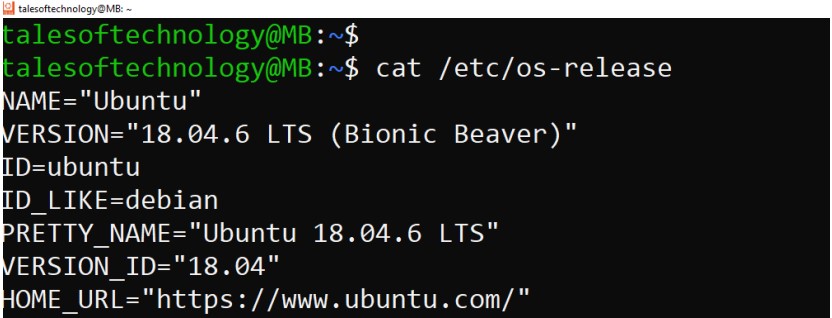 talesoftechnology@MB: ~
talesoftechnology@MB:~$
talesoftechnology@MB:~$ cat /etc/os-release
NAME="Ubuntu"
VERSION="18.04.6 LTS (Bionic Beaver)"
ID=ubuntu
ID_LIKE=debian
PRETTY_NAME="Ubuntu 18.04.6 LTS"
VERSION_ID="18.04"
HOME_URL="https://www.ubuntu.com/"